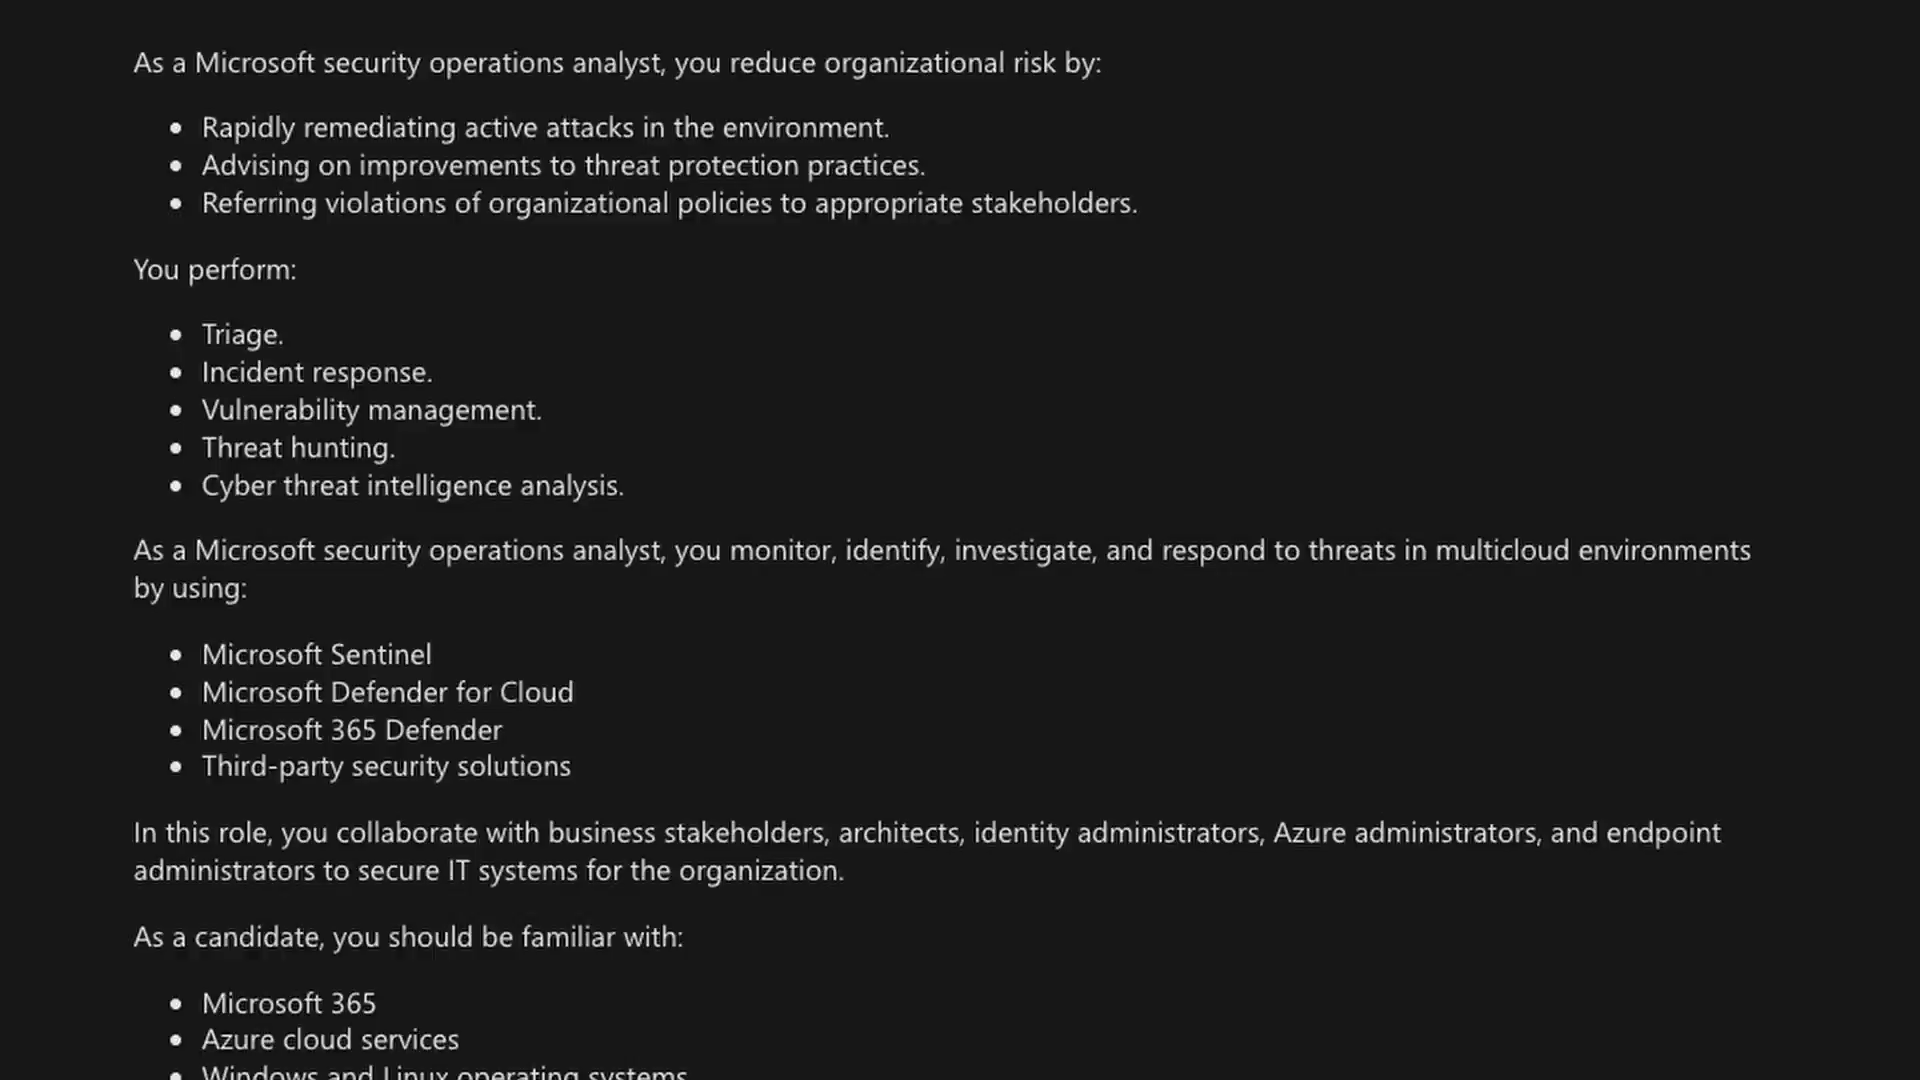 As a Microsoft security operations analyst, you reduce organizational risk by:
• Rapidly remediating active attacks in the environment.
• Advising on improvements to threat protection practices.
• Referring violations of organizational policies to appropriate stakeholders.
You perform:
• Triage.
• Incident response.
• Vulnerability management.
• Threat hunting.
• Cyber threat intelligence analysis.
As a Microsoft security operations analyst, you monitor, identify, investigate, and respond to threats in multicloud environments
by using:
• Microsoft Sentinel
• Microsoft Defender for Cloud
• Microsoft 365 Defender
• Third-party security solutions
In this role, you collaborate with business stakeholders, architects, identity administrators, Azure administrators, and endpoint
administrators to secure IT systems for the organization.
As a candidate, you should be familiar with:
• Microsoft 365
• Azure cloud services
• Windows and Linux operating systems